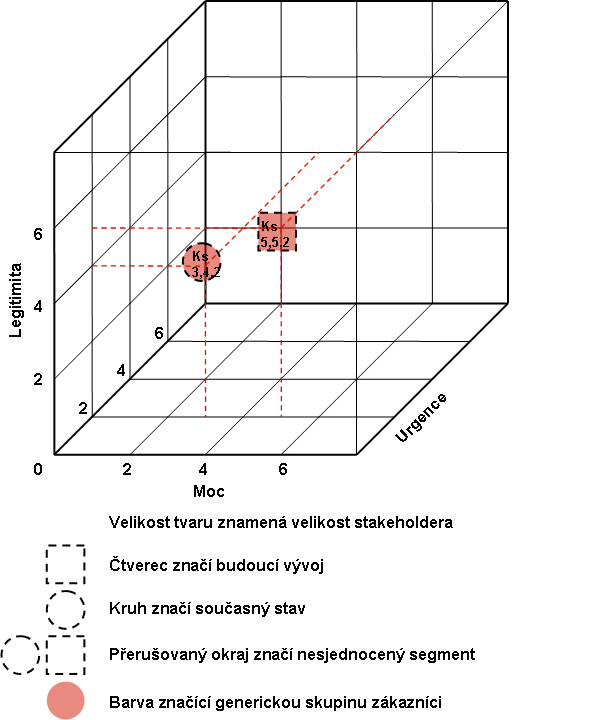 Ks
5,5,2
Ks
3,4,2
6
4
2
0
Legitimita
6
4
2
Urgence
2
4
6
Moc
Velikost tvaru znamená velikost stakeholdera
Čtverec značí budoucí vývoj
Kruh značí současný stav
Přerušovaný okraj značí nesjednocený segment
Barva značící generickou skupinu zákazníci